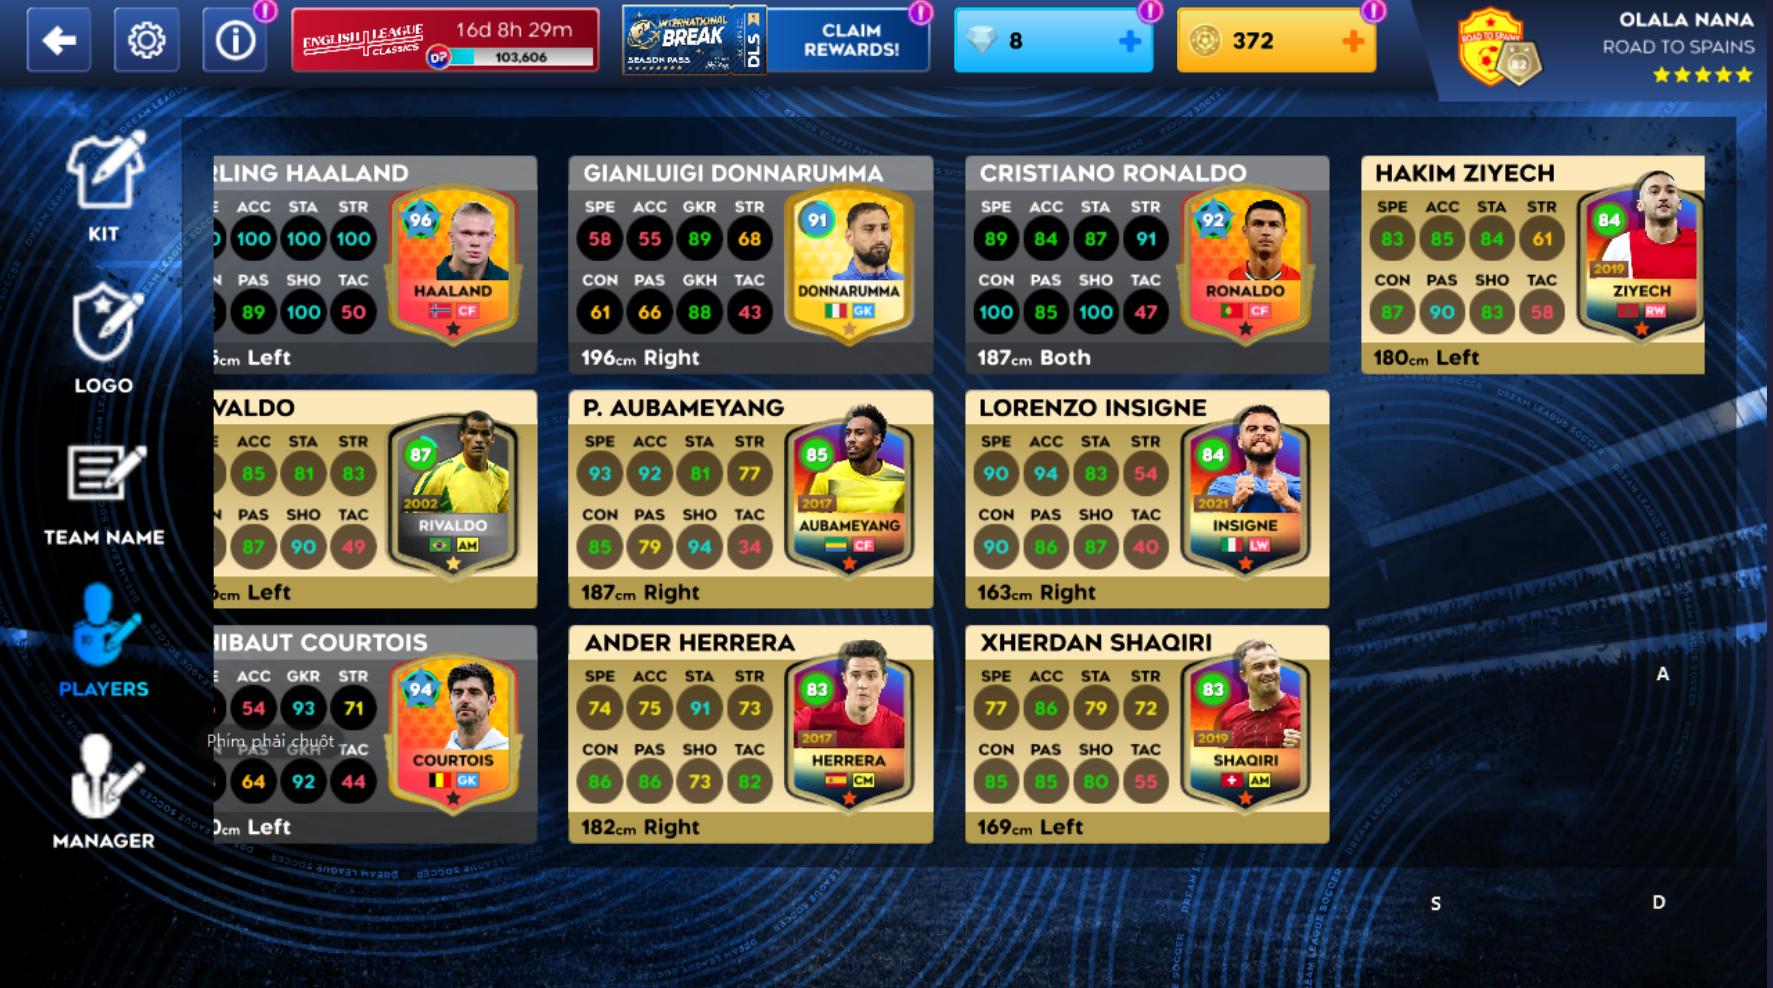 ENGLISH LEAGUE
CLASSICS
16d 8h 29m
103,606
INTERNATIONAL
BREAK
SEASON PASS
DLS
CLAIM
REWARDS!
8
372
ROAD TO SPAINS
82
OLALA NANA
ROAD TO SPAINS
KIT
LOGO
TEAM NAME
PLAYERS
MANAGER
RLING HAALAND
ACC STA STR
100 100 100
96
PAS SHO TAC
89 100 50
HAALAND
CF
cm Left
GIANLUIGI DONNARUMMA
SPE ACC GKR STR
58 55 89 68
91
CON PAS GKH TAC
61 66 88 43
DONNARUMMA
GK
196cm Right
CRISTIANO RONALDO
SPE ACC STA STR
89 84 87 91
92
CON PAS SHO TAC
100 85 100 47
RONALDO
CF
187cm Both
HAKIM ZIYECH
SPE ACC STA STR
83 85 84 61
84
2019
CON PAS SHO TAC
87 90 83 58
ZIYECH
RW
180cm Left
VALDO
ACC STA STR
85 81 83
87
2002
PAS SHO TAC
87 90 49
RIVALDO
AM
cm Left
P. AUBAMEYANG
SPE ACC STA STR
93 92 81 77
85
2017
CON PAS SHO TAC
85 79 94 34
AUBAMEYANG
CF
187cm Right
LORENZO INSIGNE
SPE ACC STA STR
90 94 83 54
84
2021
CON PAS SHO TAC
90 86 87 40
INSIGNE
LW
163cm Right
HIBAUT COURTOIS
ACC GKR STR
54 93 71
94
Phím phải chuột
PAS GKH TAC
64 92 44
COURTOIS
GK
0cm Left
ANDER HERRERA
SPE ACC STA STR
74 75 91 73
83
2017
CON PAS SHO TAC
86 86 73 82
HERRERA
CM
182cm Right
XHERDAN SHAQIRI
SPE ACC STA STR
77 86 79 72
83
2019
CON PAS SHO TAC
85 85 80 55
SHAQIRI
AM
169cm Left
A
S
D